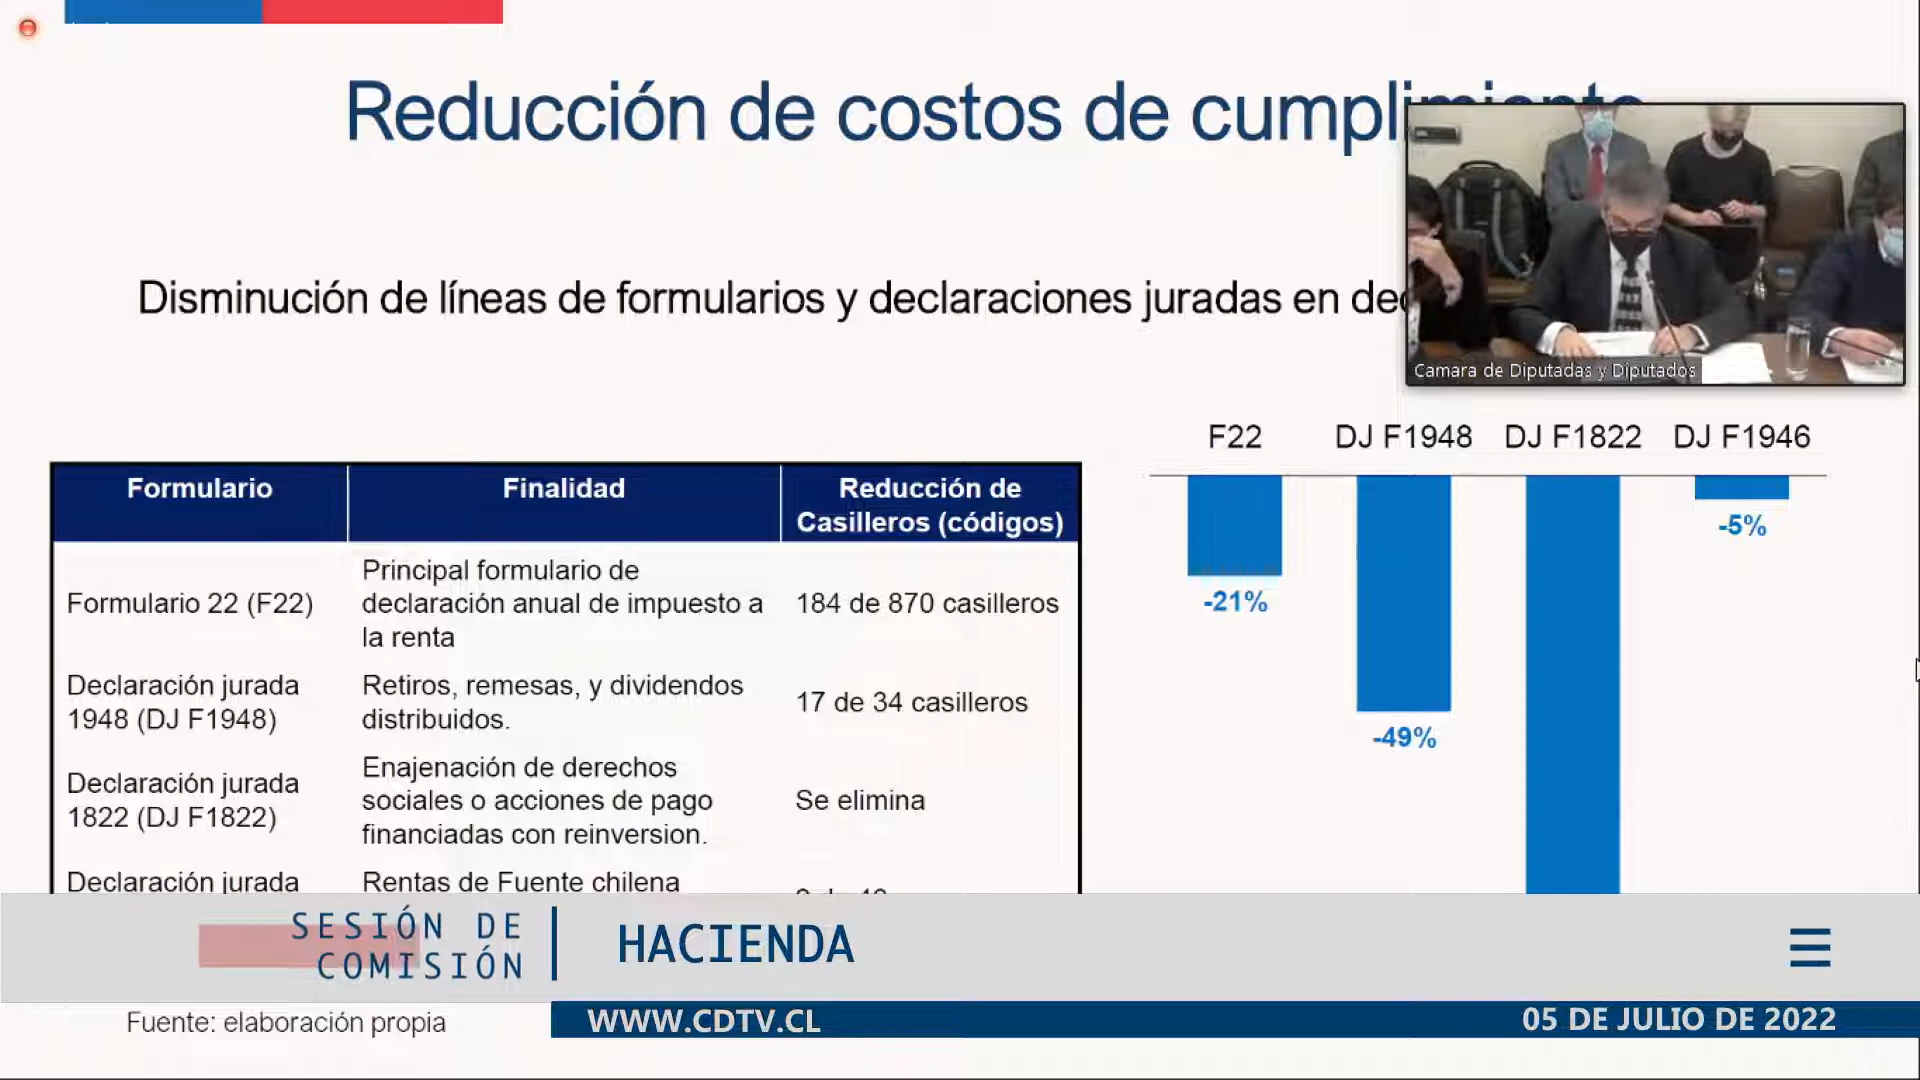 Reducción de costos de
Disminución de líneas de formularios y declaraciones juradas en
Camara de Diputadas y Diputados
Formulario
Finalidad
Reducción de
Casilleros (códigos)
Formulario 22 (F22)
Principal formulario de
declaración anual de impuesto a
la renta
184 de 870 casilleros
Declaración jurada
1948 (DJ F1948)
Retiros, remesas, y dividendos
distribuidos.
17 de 34 casilleros
Declaración jurada
1822 (DJ F1822)
Enajenación de derechos
sociales o acciones de pago
financiadas con reinversion.
Se elimina
Declaración jurada
Rentas de Fuente chilena
F22
DJ F1948
DJ F1822
DJ F1946
-21%
-49%
-5%
SESIÓN DE
COMISIÓN
HACIENDA
Fuente: elaboración propia
WWW.CDTV.CL
05 DE JULIO DE 2022